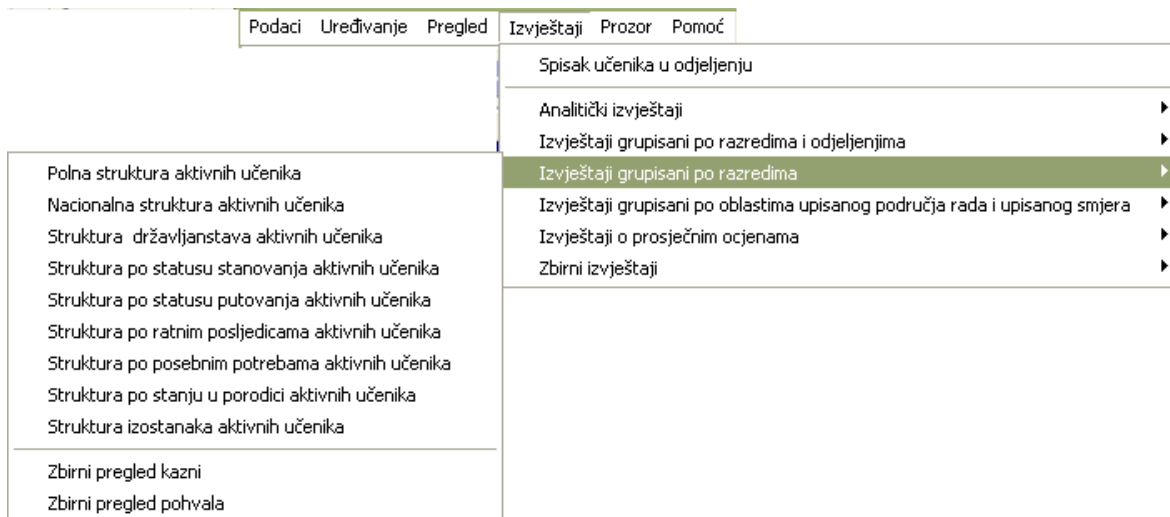 Podaci Uređivanje Pregled Izvještaji Prozor Pomoć
Spisak učenika u odjeljenju
Analitički izvještaji
Izvještaji grupisani po razredima i odjeljenjima
Izvještaji grupisani po razredima
Izvještaji grupisani po oblastima upisanog područja rada i upisanog smjera
Izvještaji o prosječnim ocjenama
Zbirni izvještaji
Polna struktura aktivnih učenika
Nacionalna struktura aktivnih učenika
Struktura državljanstava aktivnih učenika
Struktura po statusu stanovanja aktivnih učenika
Struktura po statusu putovanja aktivnih učenika
Struktura po ratnim posljedicama aktivnih učenika
Struktura po posebnim potrebama aktivnih učenika
Struktura po stanju u porodici aktivnih učenika
Struktura izostanaka aktivnih učenika
Zbirni pregled kazni
Zbirni pregled pohvala